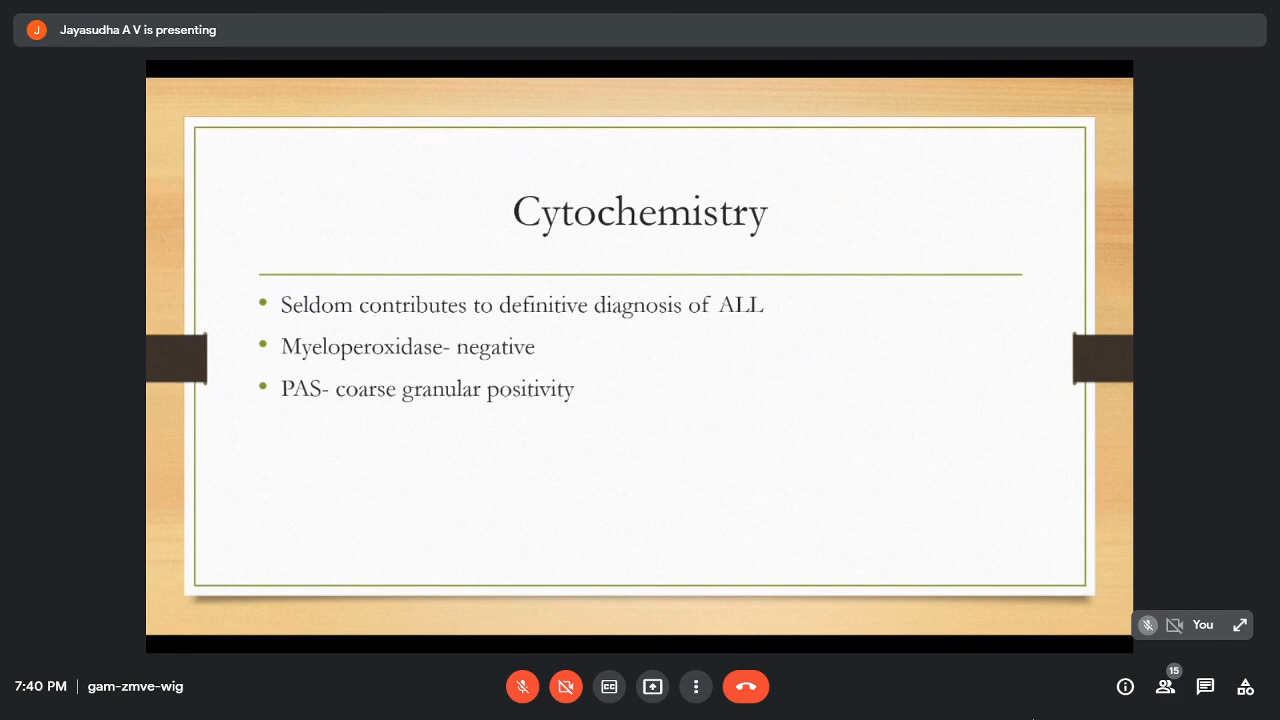 J Jayasudha A V is presenting
Cytochemistry
• Seldom contributes to definitive diagnosis of ALL
• Myeloperoxidase- negative
• PAS- coarse granular positivity
You
15
7:40 PM | gam-zmve-wig
CC